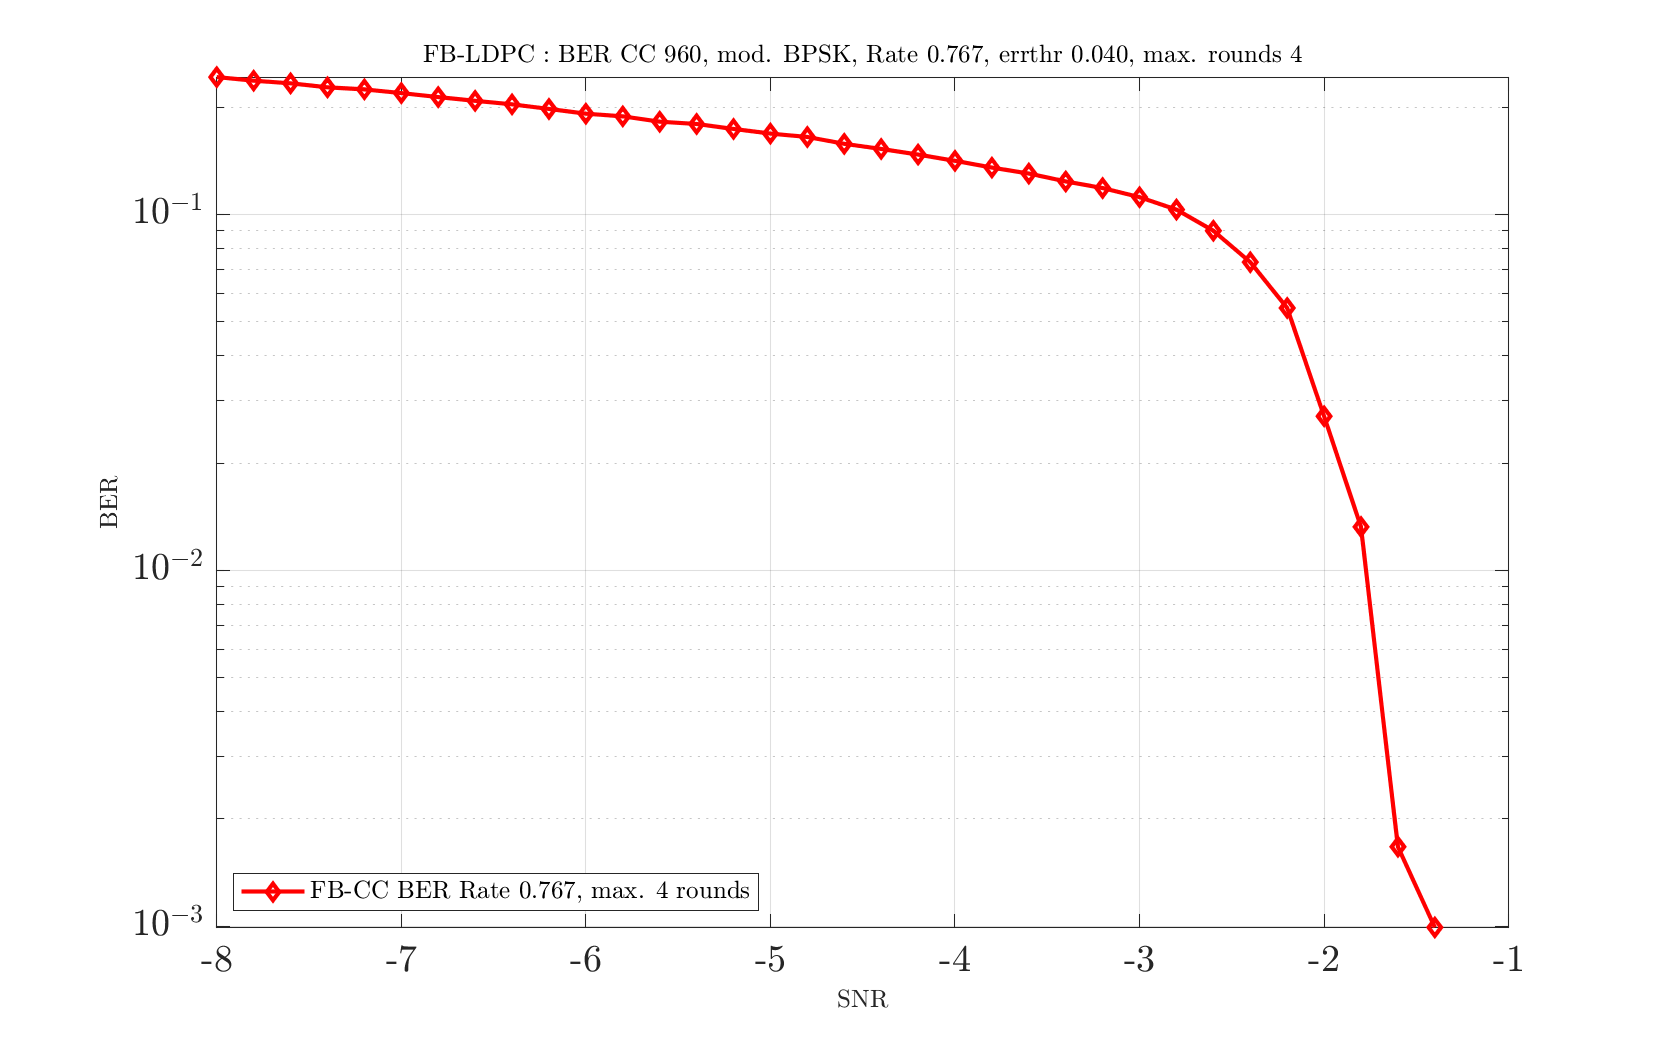 FB-LDPC : BER CC 960, mod. BPSK, Rate 0.767, errthr 0.040, max. rounds 4
10⁻¹
10⁻²
10⁻³
BER
FB-CC BER Rate 0.767, max. 4 rounds
-8 -7 -6 -5 -4 -3 -2 -1
SNR